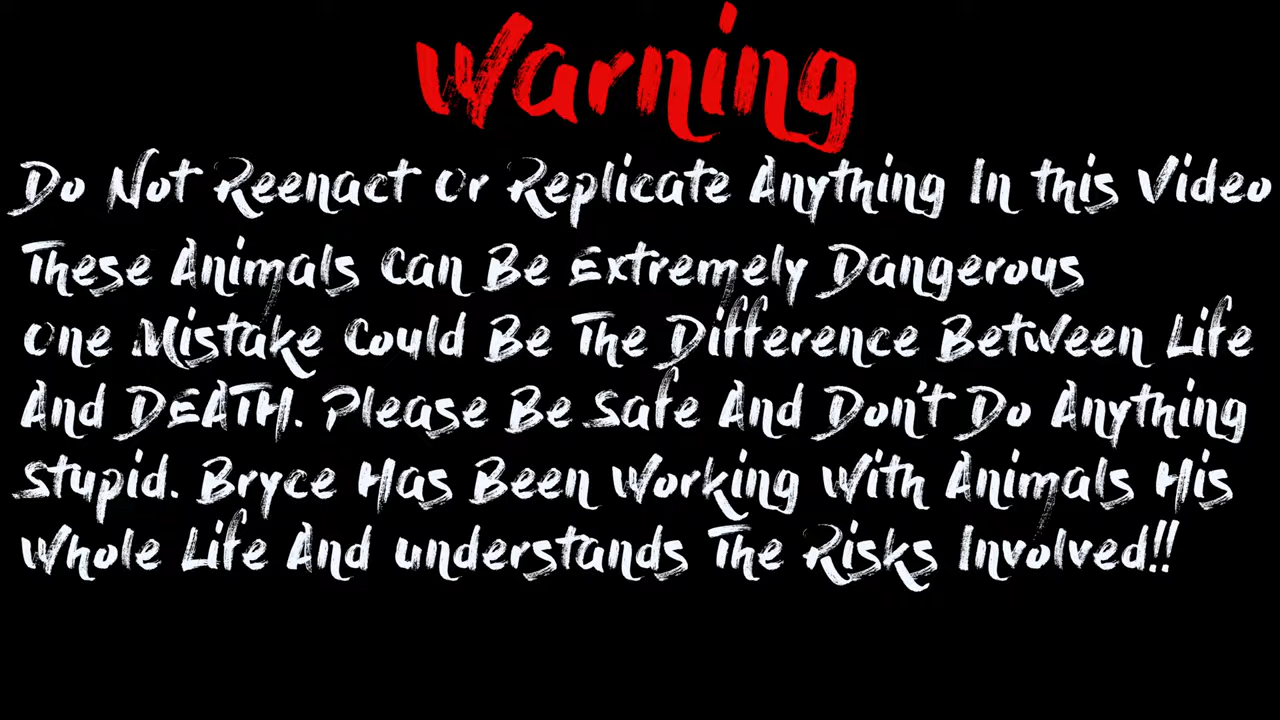 Warning
Do Not Reenact Or Replicate Anything In this Video
These Animals Can Be Extremely Dangerous
One Mistake Could Be The Difference Between Life
And DEATH. Please Be Safe And Don't Do Anything
Stupid. Bryce Has Been Working With Animals His
Whole Life And understands The Risks Involved!!